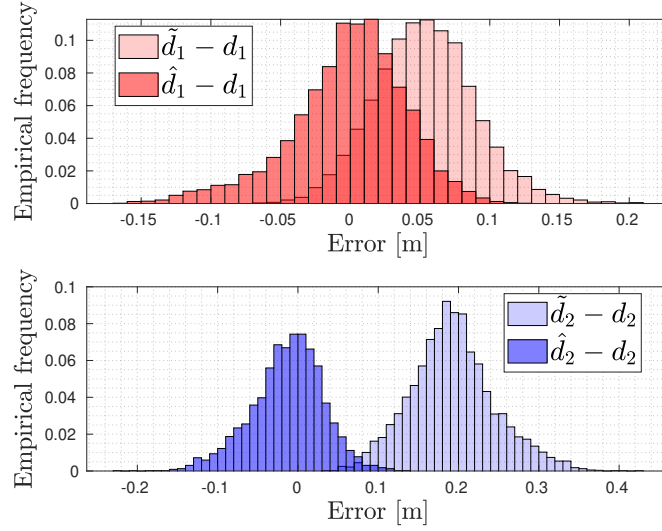 0.1
0.08
0.06
0.04
0.02
0
Empirical frequency
d̃₁ − d₁
d̂₁ − d₁
-0.15 -0.1 -0.05 0 0.05 0.1 0.15 0.2
Error [m]
0.1
0.08
0.06
0.04
0.02
0
Empirical frequency
d̃₂ − d₂
d̂₂ − d₂
-0.2 -0.1 0 0.1 0.2 0.3 0.4
Error [m]